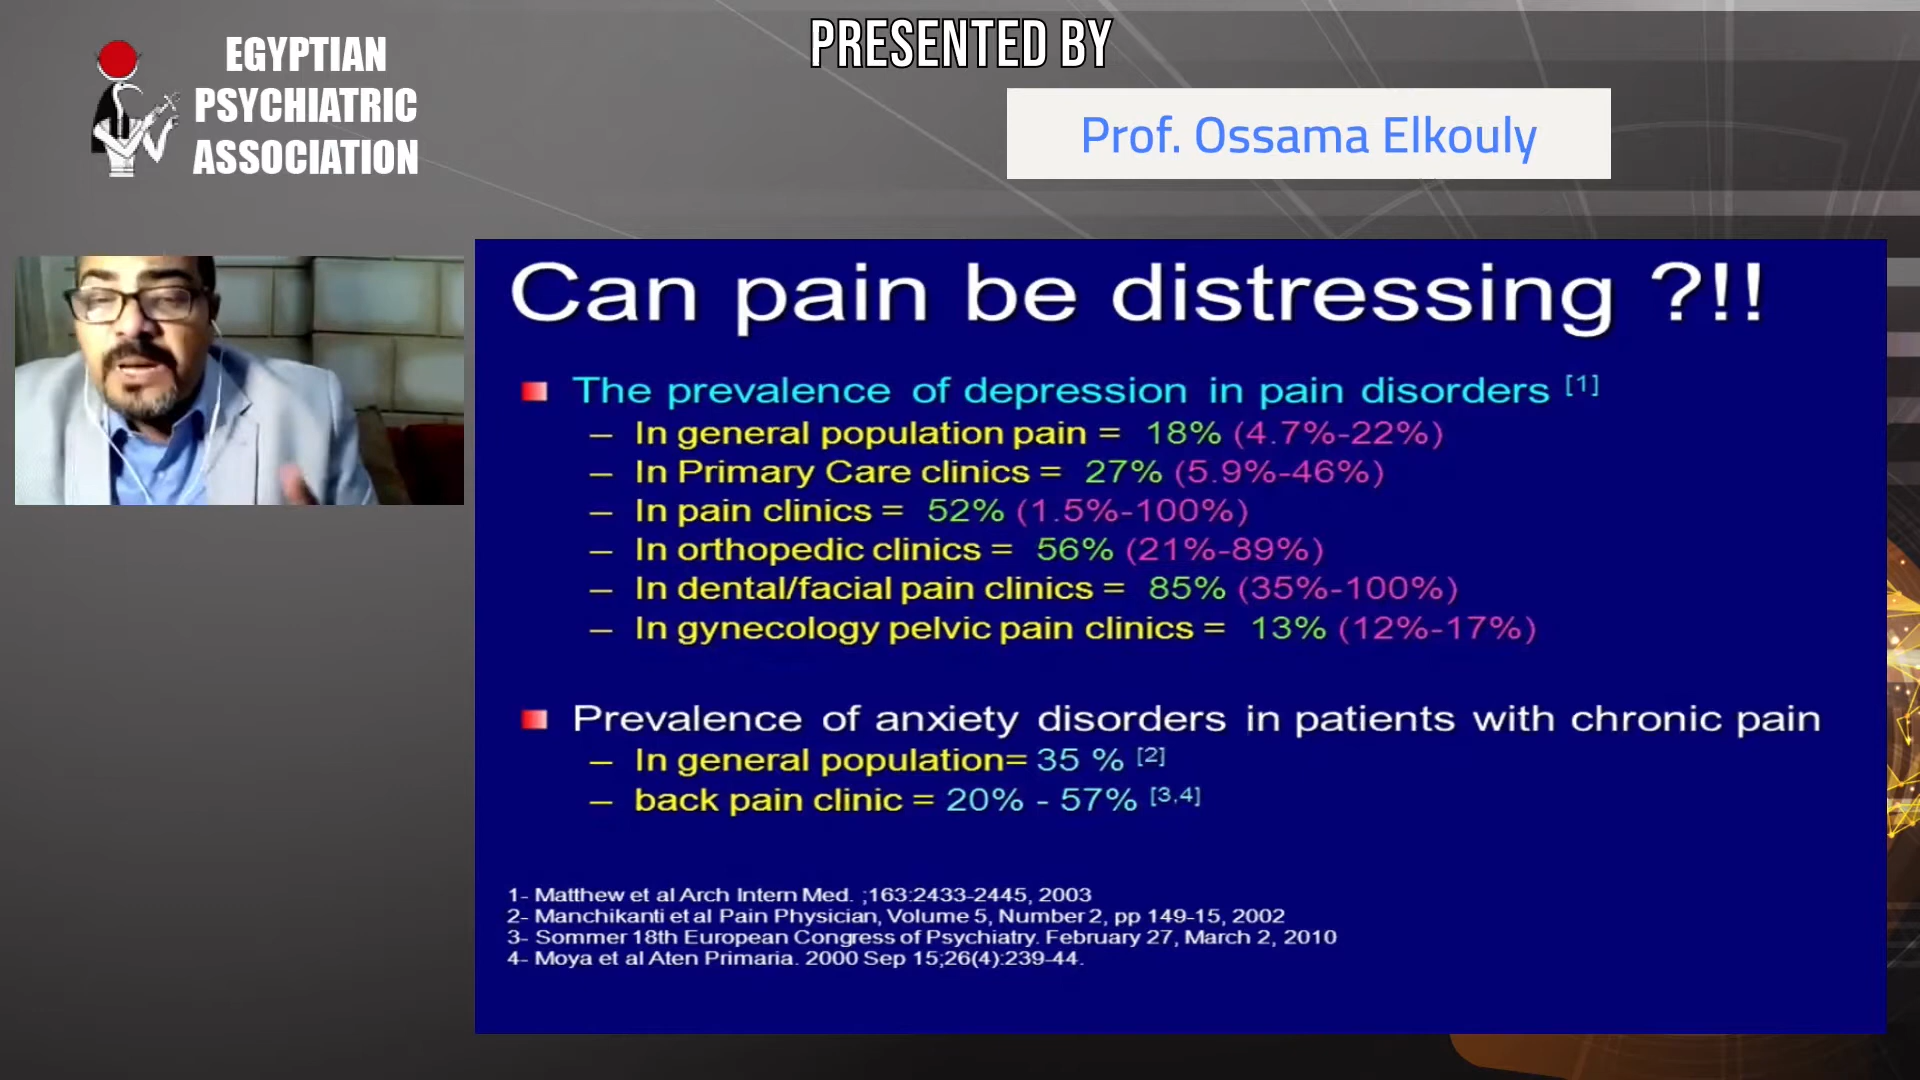 EGYPTIAN
PSYCHIATRIC
ASSOCIATION
PRESENTED BY
Prof. Ossama Elkouly
Can pain be distressing ?!!
The prevalence of depression in pain disorders [1]
– In general population pain = 18% (4.7%-22%)
– In Primary Care clinics = 27% (5.9%-46%)
– In pain clinics = 52% (1.5%-100%)
– In orthopedic clinics = 56% (21%-89%)
– In dental/facial pain clinics = 85% (35%-100%)
– In gynecology pelvic pain clinics = 13% (12%-17%)
Prevalence of anxiety disorders in patients with chronic pain
– In general population= 35 % [2]
– back pain clinic = 20% - 57% [3,4]
1- Matthew et al Arch Intern Med. ;163:2433-2445, 2003
2- Manchikanti et al Pain Physician, Volume 5, Number 2, pp 149-15, 2002
3- Sommer 18th European Congress of Psychiatry. February 27, March 2, 2010
4- Moya et al Aten Primaria. 2000 Sep 15;26(4):239-44.